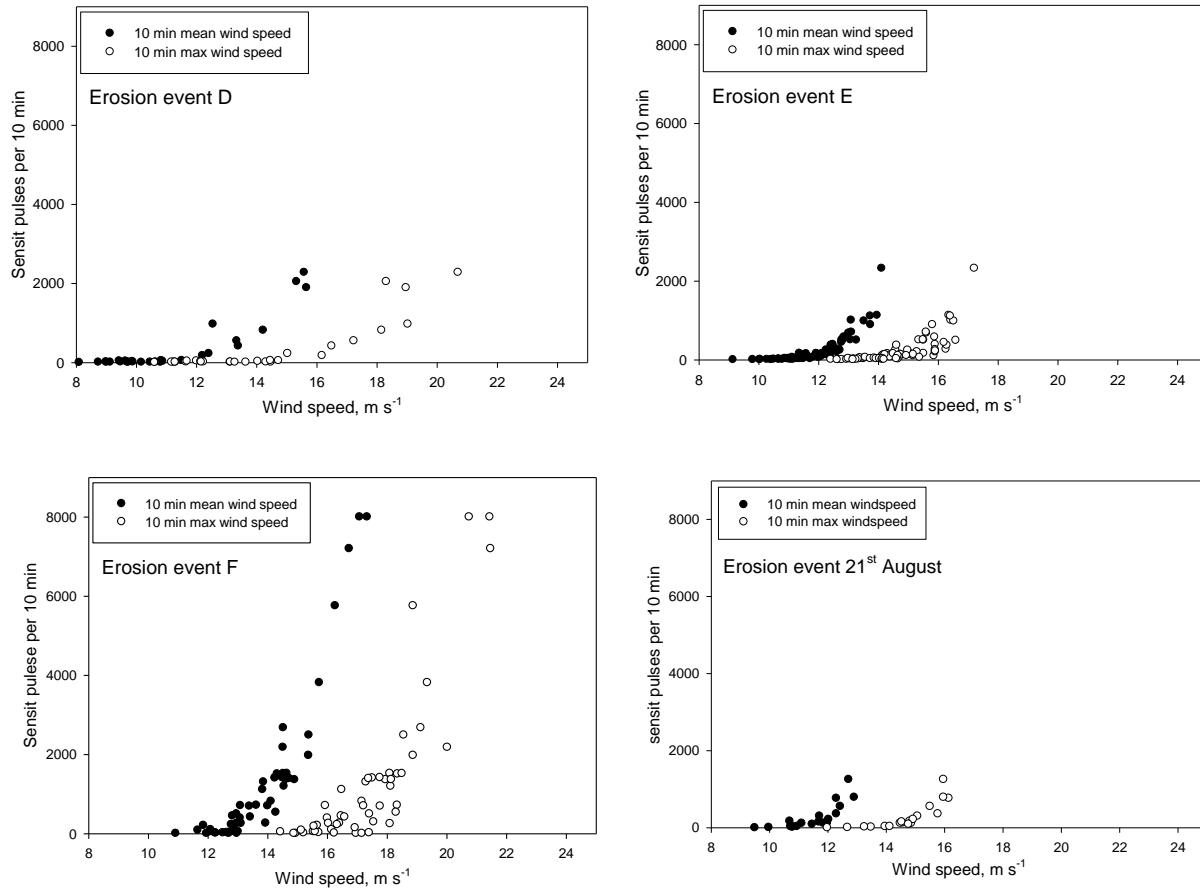 10 min mean wind speed
10 min max wind speed
Erosion event D
Sensit pulses per 10 min
8000
6000
4000
2000
0
8 10 12 14 16 18 20 22 24
Wind speed, m s-1
10 min mean wind speed
10 min max wind speed
Erosion event E
Sensit pulses per 10 min
8000
6000
4000
2000
0
8 10 12 14 16 18 20 22 24
Wind speed, m s-1
10 min mean wind speed
10 min max wind speed
Erosion event F
Sensit pulese per 10 min
8000
6000
4000
2000
0
8 10 12 14 16 18 20 22 24
Wind speed, m s-1
10 min mean windspeed
10 min max windspeed
Erosion event 21st August
sensit pulses per 10 min
8000
6000
4000
2000
0
8 10 12 14 16 18 20 22 24
Wind speed, m s-1